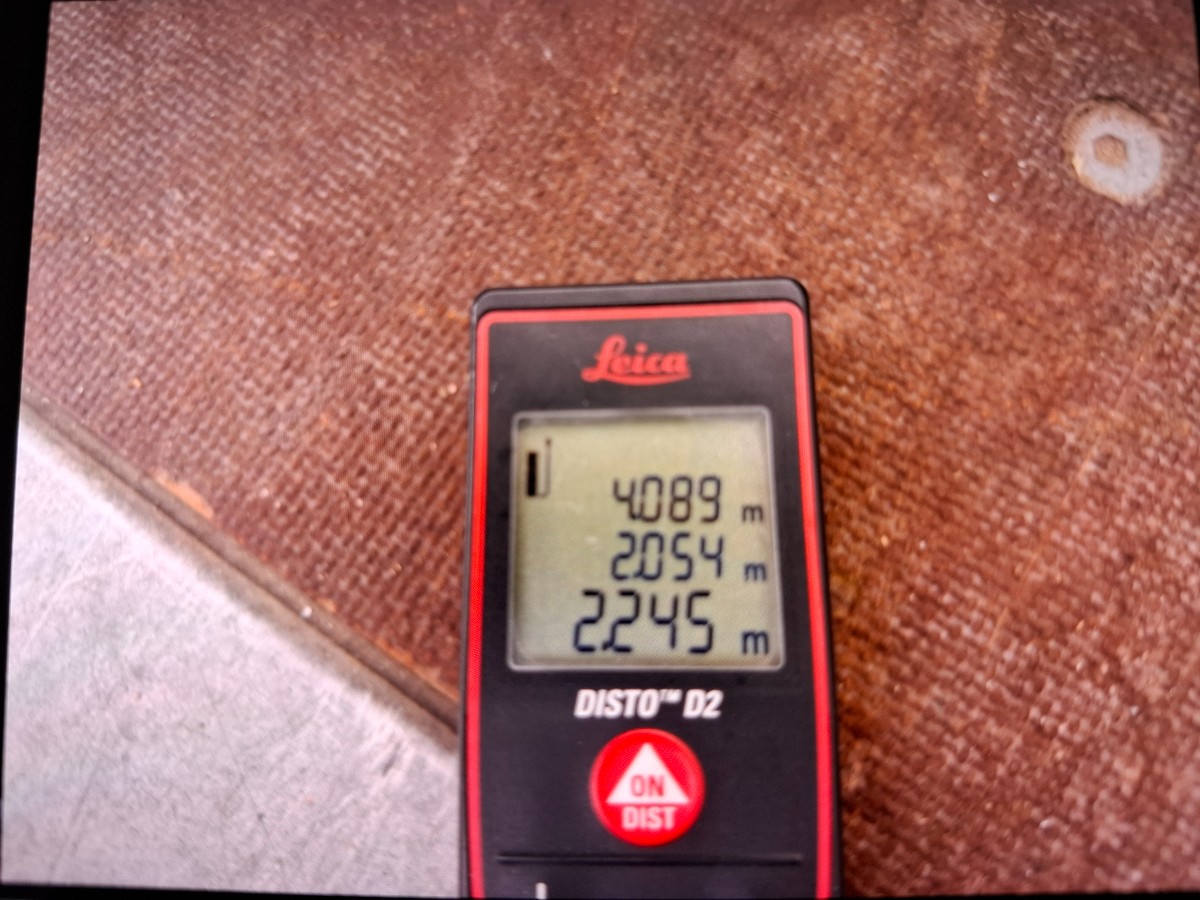 Leica
4.089 m
2.054 m
2.245 m
DISTO™ D2
ON
DIST